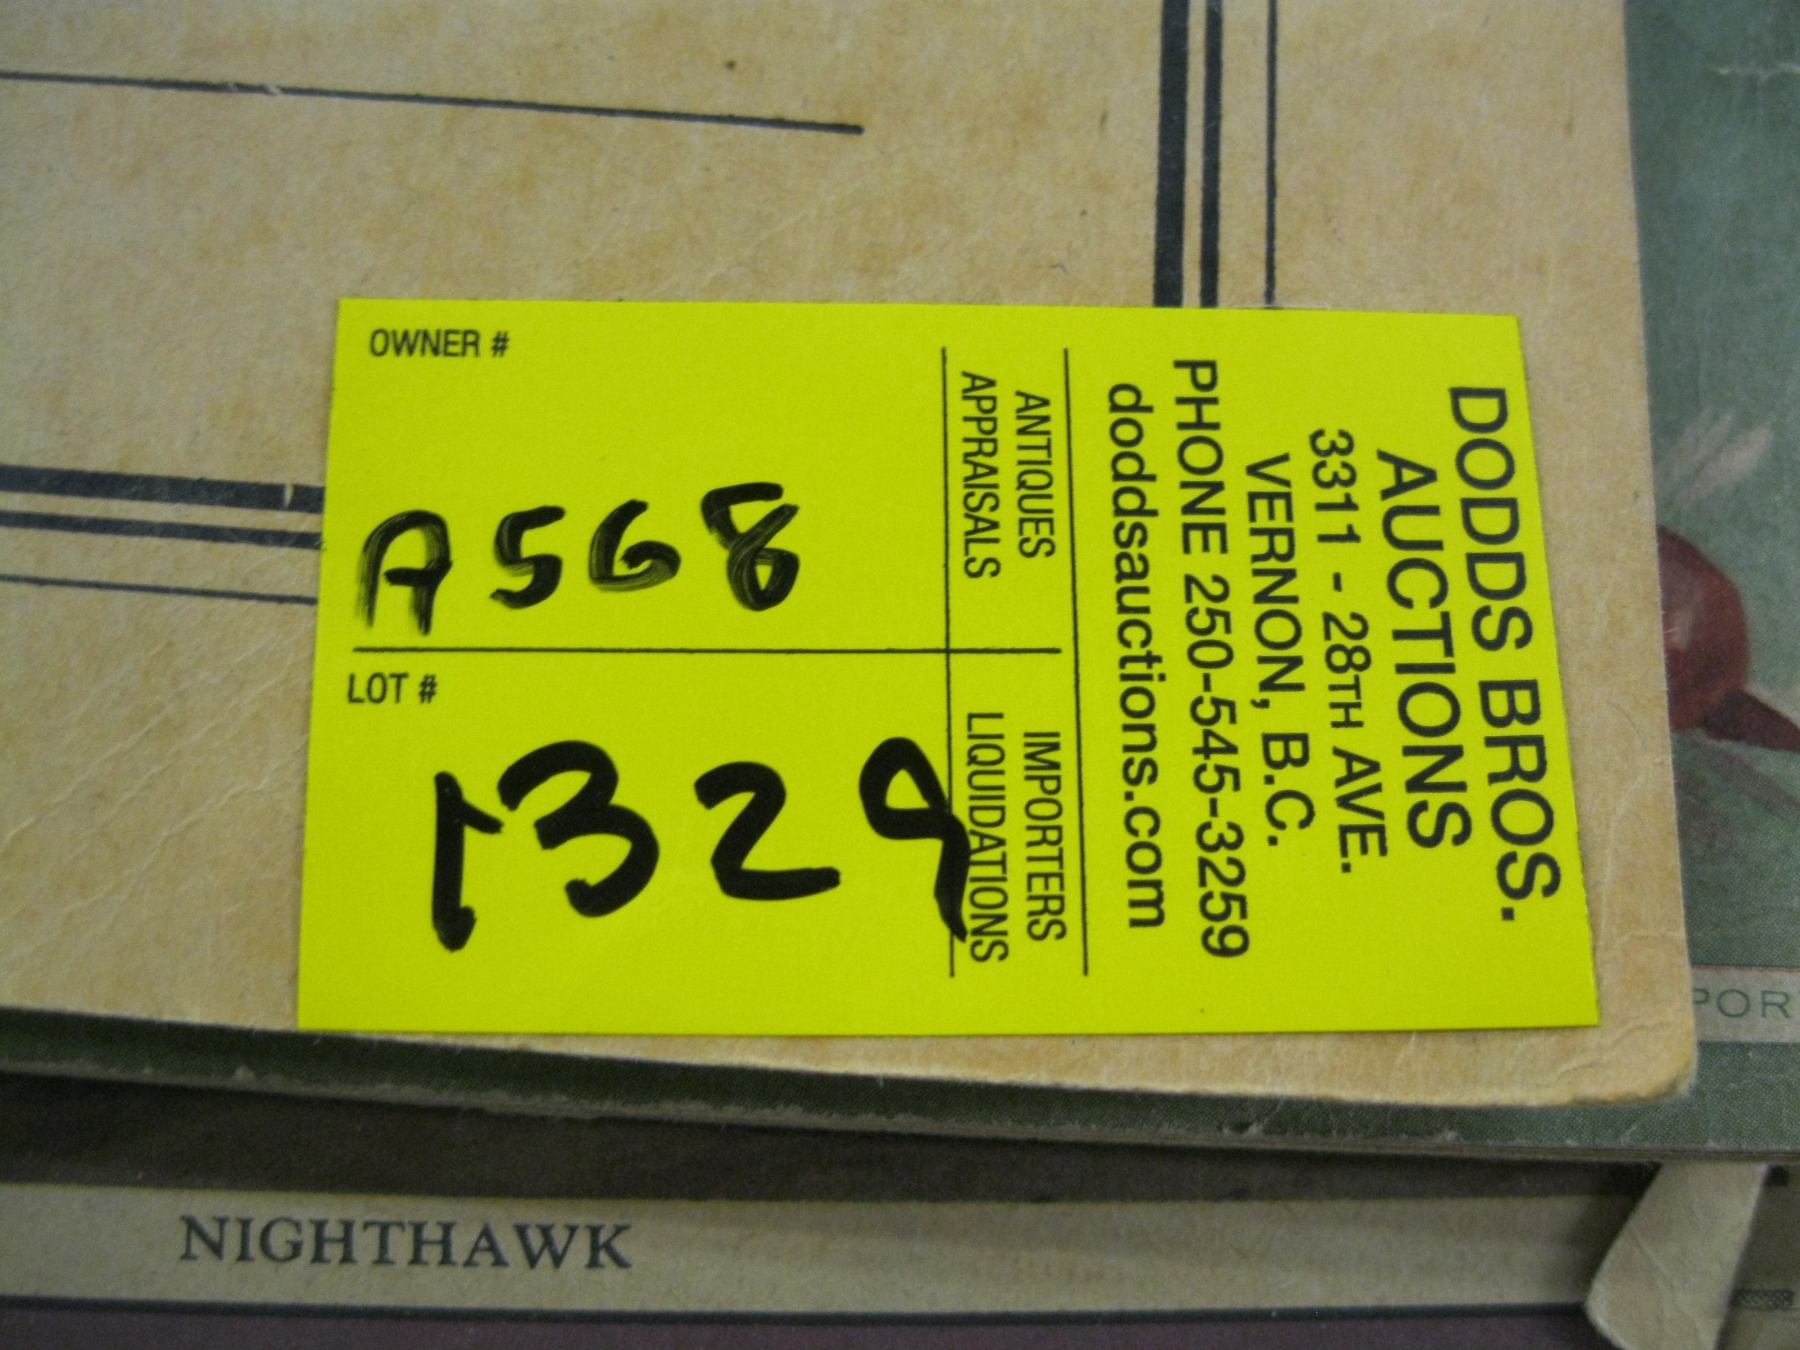 OWNER #
A568
LOT #
1329
ANTIQUES
APPRAISALS
IMPORTERS
LIQUIDATIONS
DODDS BROS.
AUCTIONS
3311 - 28TH AVE.
VERNON, B.C.
PHONE 250-545-3259
doddsauctions.com
POR
NIGHTHAWK